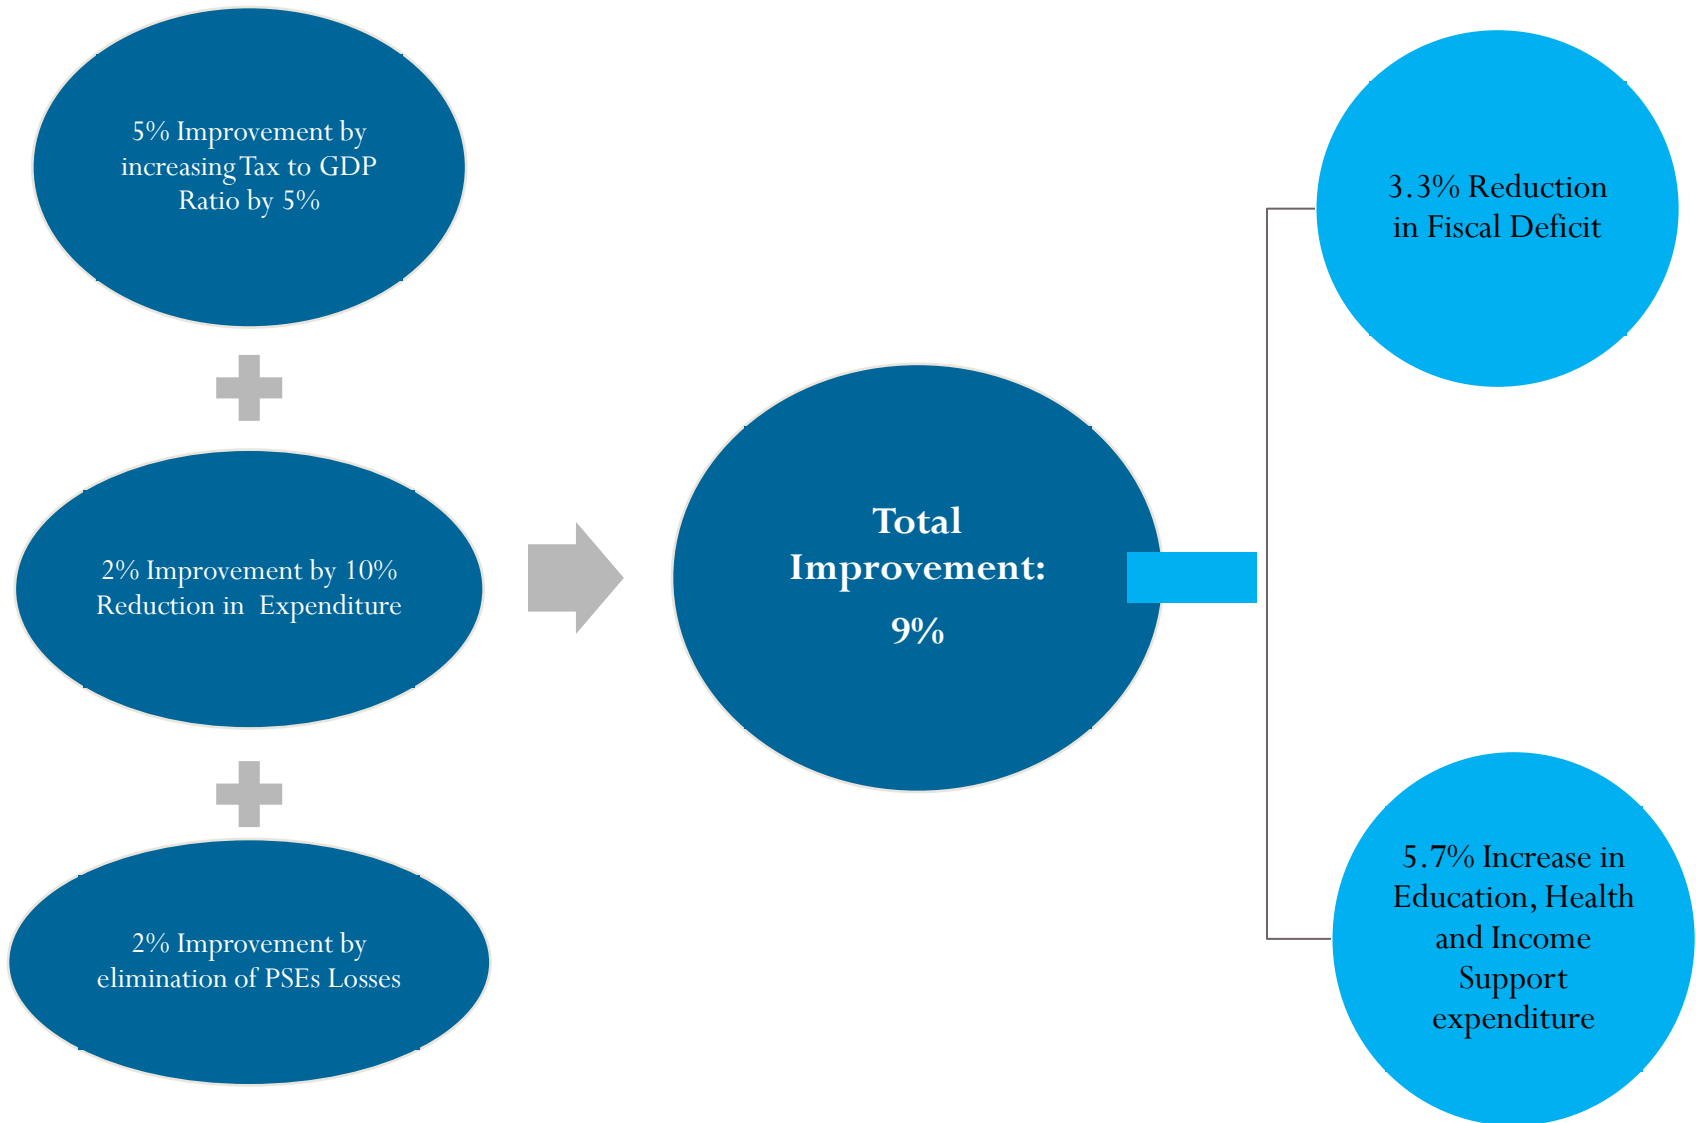 5% Improvement by
increasing Tax to GDP
Ratio by 5%
2% Improvement by 10%
Reduction in Expenditure
2% Improvement by
elimination of PSEs Losses
Total
Improvement:
9%
3.3% Reduction
in Fiscal Deficit
5.7% Increase in
Education, Health
and Income
Support
expenditure